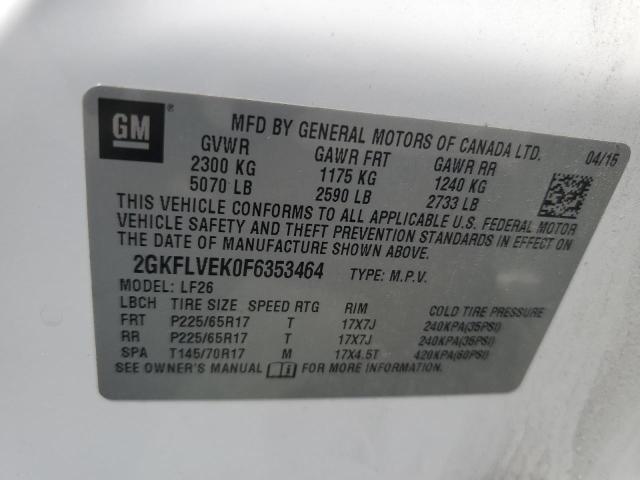 GM ®
MFD BY GENERAL MOTORS OF CANADA LTD. 04/15
GVWR GAWR FRT GAWR RR
2300 KG 1175 KG 1240 KG
5070 LB 2590 LB 2733 LB
THIS VEHICLE CONFORMS TO ALL APPLICABLE U.S. FEDERAL MOTOR
VEHICLE SAFETY AND THEFT PREVENTION STANDARDS IN EFFECT ON
THE DATE OF MANUFACTURE SHOWN ABOVE.
2GKFLVEK0F6353464 TYPE: M.P.V.
MODEL: LF26
LBCH TIRE SIZE SPEED RTG RIM COLD TIRE PRESSURE
FRT P225/65R17 T 17X7J 240KPA(35PSI)
RR P225/65R17 T 17X7J 240KPA(35PSI)
SPA T145/70R17 M 17X4.5T 420KPA(60PSI)
SEE OWNER'S MANUAL i FOR MORE INFORMATION.